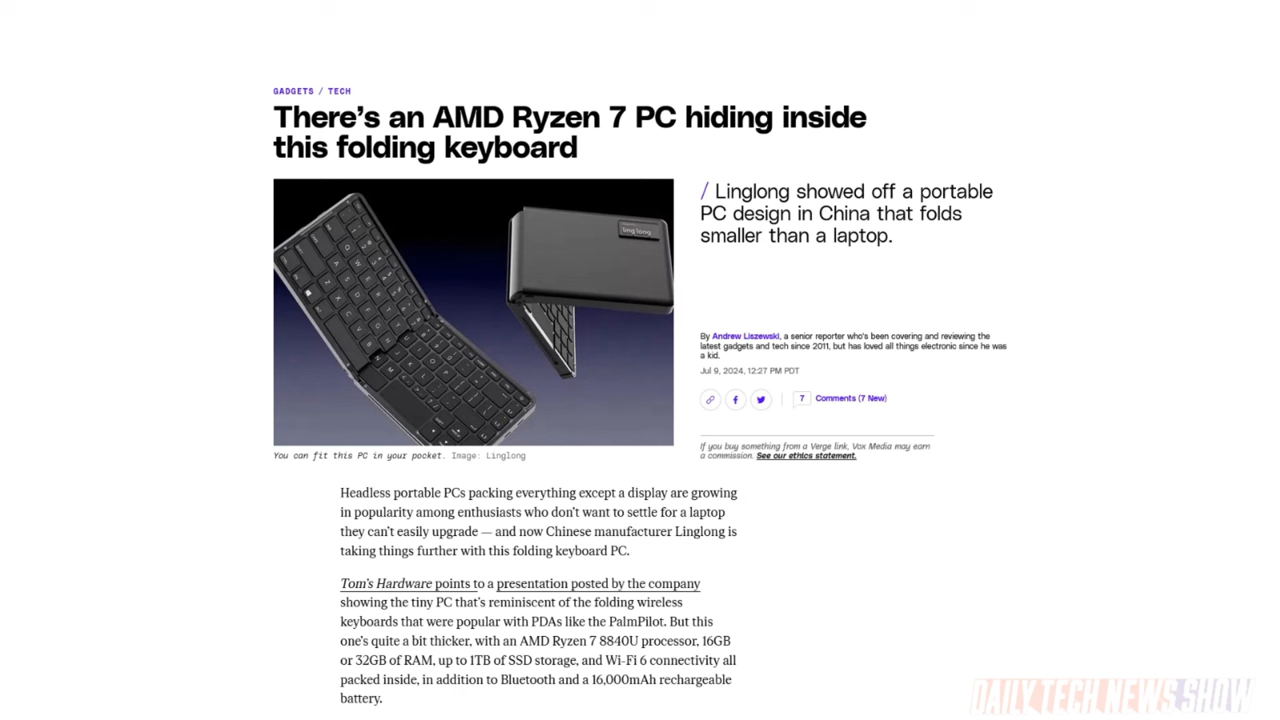 GADGETS / TECH
There's an AMD Ryzen 7 PC hiding inside
this folding keyboard
ling long
/ Linglong showed off a portable
PC design in China that folds
smaller than a laptop.
By Andrew Liszewski, a senior reporter who's been covering and reviewing the
latest gadgets and tech since 2011, but has loved all things electronic since he was
a kid.
Jul 9, 2024, 12:27 PM PDT
7 Comments (7 New)
If you buy something from a Verge link, Vox Media may earn
a commission. See our ethics statement.
You can fit this PC in your pocket. Image: Linglong
Headless portable PCs packing everything except a display are growing
in popularity among enthusiasts who don't want to settle for a laptop
they can't easily upgrade — and now Chinese manufacturer Linglong is
taking things further with this folding keyboard PC.
Tom's Hardware points to a presentation posted by the company
showing the tiny PC that's reminiscent of the folding wireless
keyboards that were popular with PDAs like the PalmPilot. But this
one's quite a bit thicker, with an AMD Ryzen 7 8840U processor, 16GB
or 32GB of RAM, up to 1TB of SSD storage, and Wi-Fi 6 connectivity all
packed inside, in addition to Bluetooth and a 16,000mAh rechargeable
battery.
DAILY TECH NEWS SHOW